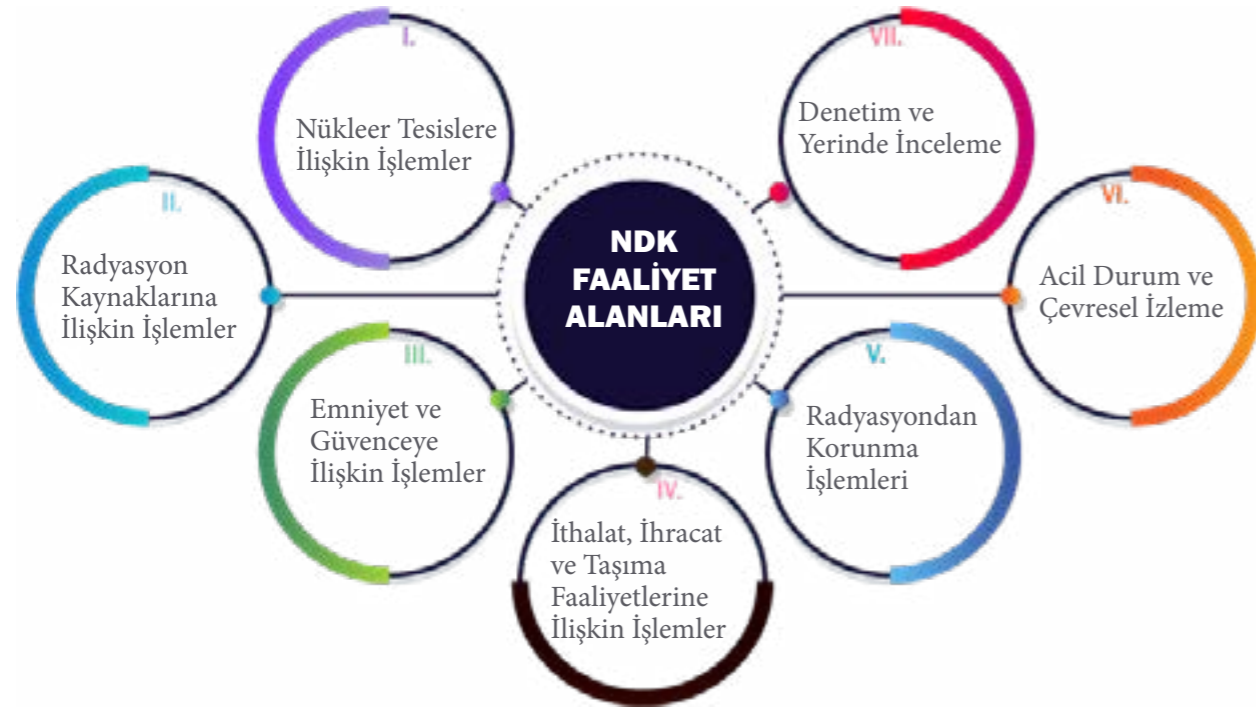 NDK
FAALİYET
ALANLARI
I.
Nükleer Tesislere
İlişkin İşlemler
II.
Radyasyon
Kaynaklarına
İlişkin İşlemler
III.
Emniyet ve
Güvenceye
İlişkin İşlemler
IV.
İthalat, İhracat
ve Taşıma
Faaliyetlerine
İlişkin İşlemler
V.
Radyasyondan
Korunma
İşlemleri
VI.
Acil Durum ve
Çevresel İzleme
VII.
Denetim ve
Yerinde İnceleme